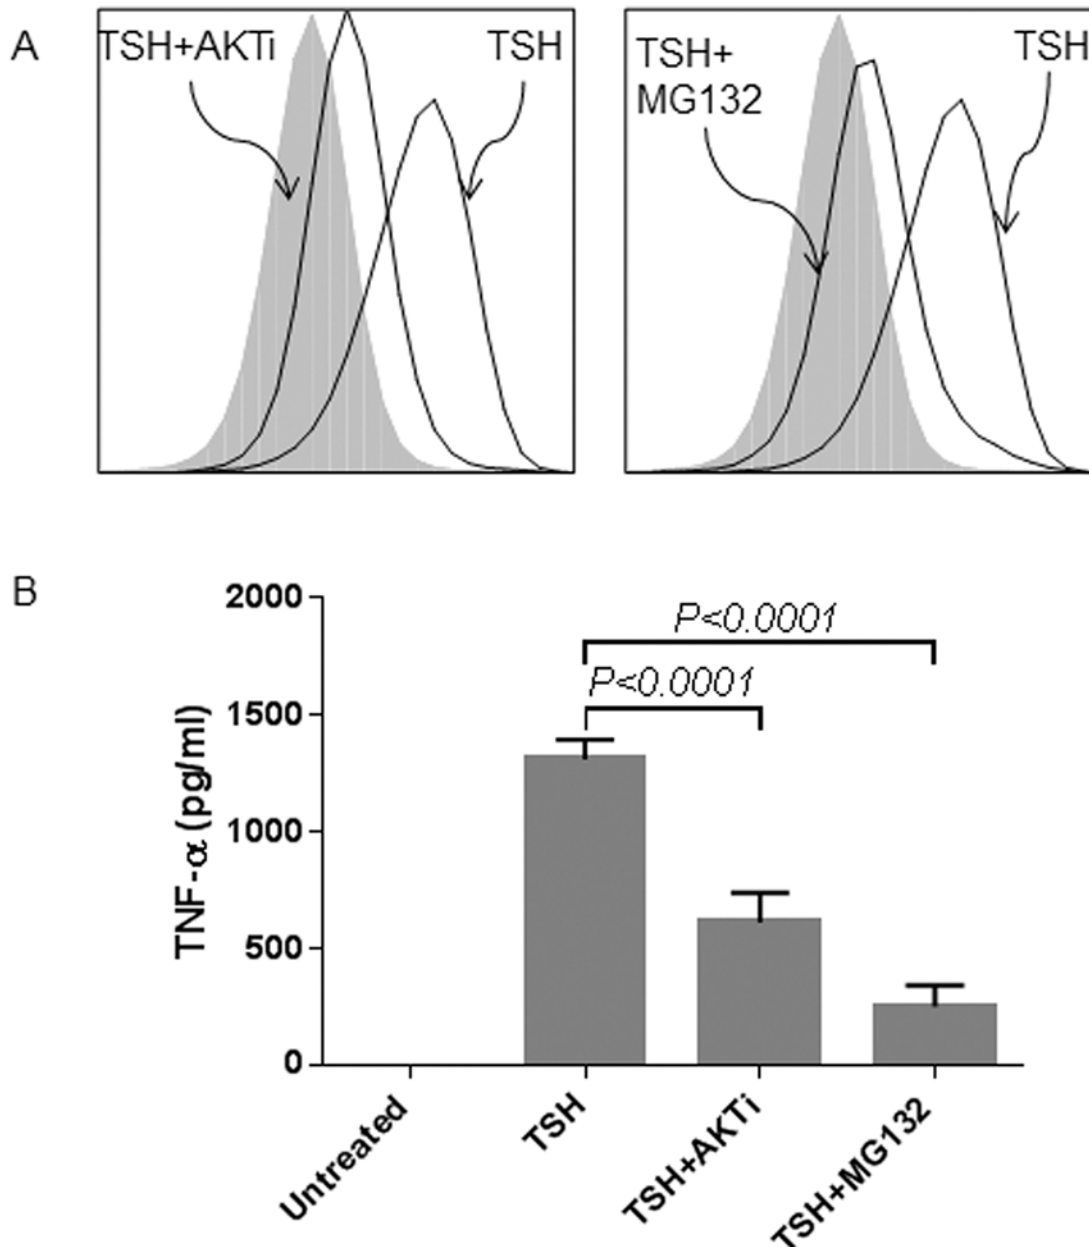 A
TSH+AKTi
TSH
TSH+
MG132
TSH
B
TNF-α (pg/ml)
2000
1500
1000
500
0
P<0.0001
P<0.0001
Untreated
TSH
TSH+AKTi
TSH+MG132